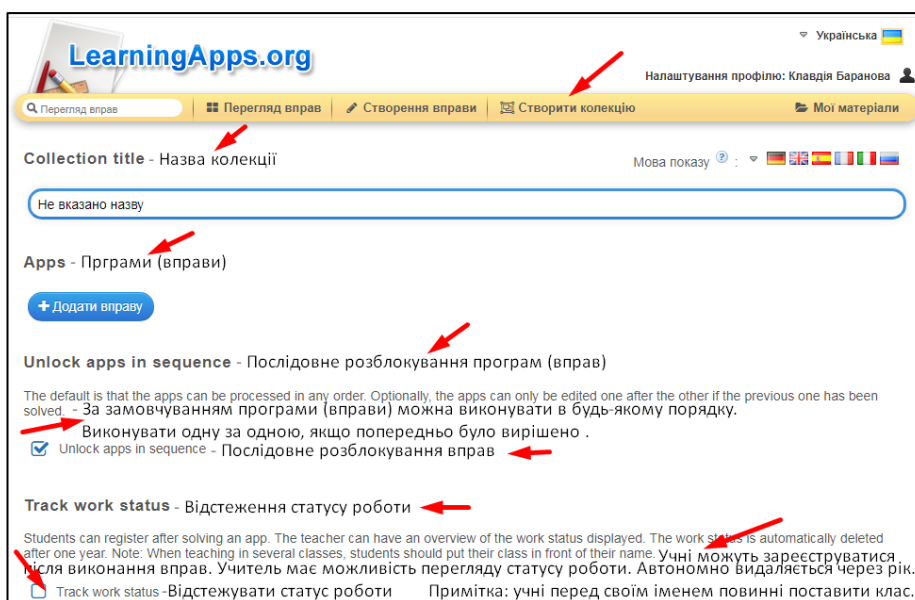 Українська
LearningApps.org
Налаштування профілю: Клавдія Баранова
Перегляд вправ Перегляд вправ Створення вправи Створити колекцію Мої матеріали
Collection title - Назва колекції Мова показу ? :
Не вказано назву
Apps - Прграми (вправи)
+ Додати вправу
Unlock apps in sequence - Послідовне розблокування програм (вправ)
The default is that the apps can be processed in any order. Optionally, the apps can only be edited one after the other if the previous one has been
solved. - За замовчуванням програми (вправи) можна виконувати в будь-якому порядку.
Виконувати одну за одною, якщо попередньо було вирішено .
Unlock apps in sequence - Послідовне розблокування вправ
Track work status - Відстеження статусу роботи
Students can register after solving an app. The teacher can have an overview of the work status displayed. The work status is automatically deleted
after one year. Note: When teaching in several classes, students should put their class in front of their name. Учні можуть зареєструватися
після виконання вправ. Учитель має можливість перегляду статусу роботи. Автономно видаляється через рік.
Track work status -Відстежувати статус роботи Примітка: учні перед своїм іменем повинні поставити клас.